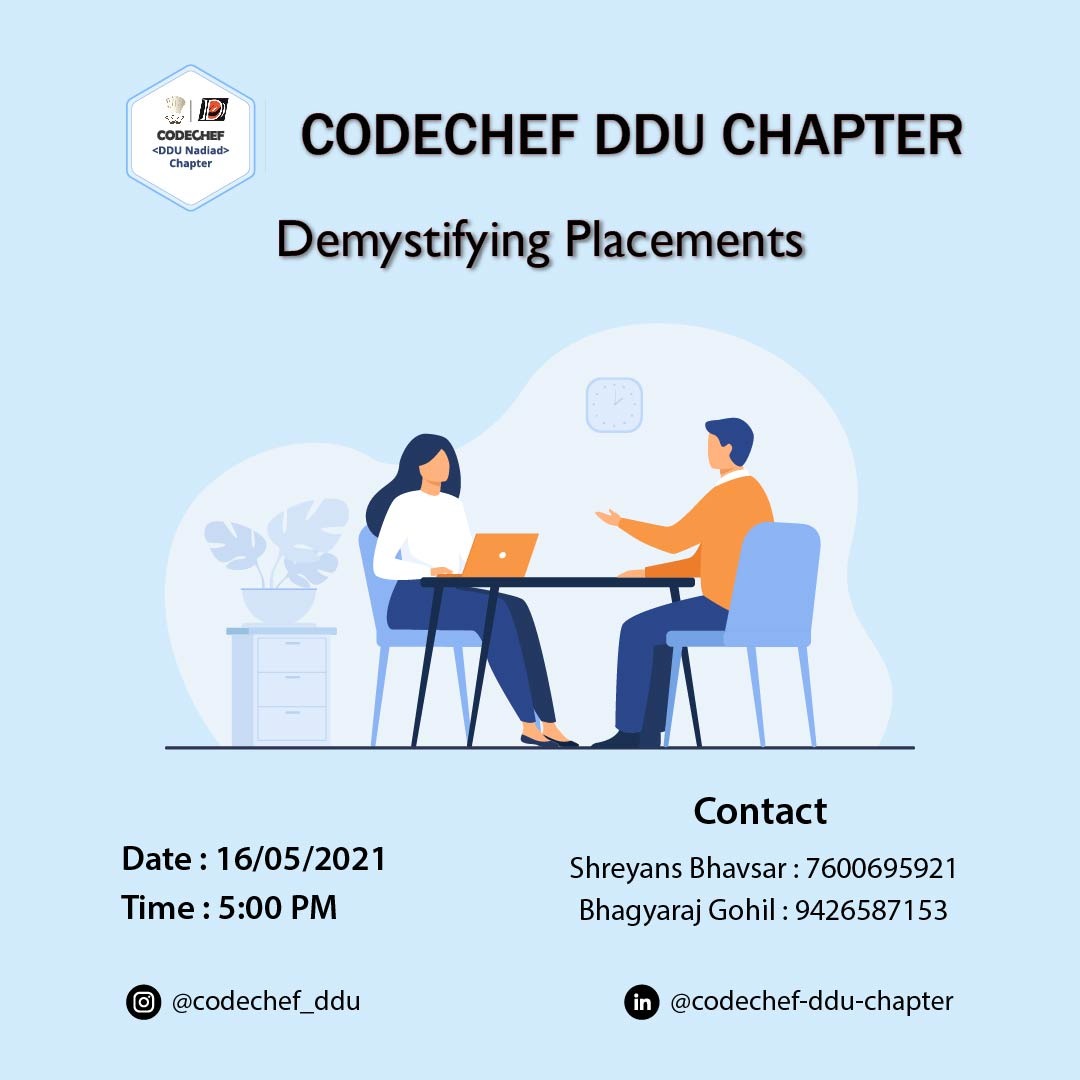 CODECHEF
<DDU Nadiad>
Chapter
CODECHEF DDU CHAPTER
Demystifying Placements
Contact
Date : 16/05/2021
Time : 5:00 PM
Shreyans Bhavsar : 7600695921
Bhagyaraj Gohil : 9426587153
@codechef_ddu
in @codechef-ddu-chapter